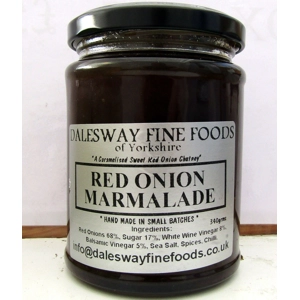 DALESWAY FINE FOODS
of Yorkshire
"A Caramelised Sweet Red Onion Chutney"
RED ONION
MARMALADE
* HAND MADE IN SMALL BATCHES *
340grams
Ingredients:
Red Onions 68%, Sugar 17%, White Wine Vinegar 8%,
Balsamic Vinegar 5%, Sea Salt, Spices, Chilli,
info@daleswayfinefoods.co.uk